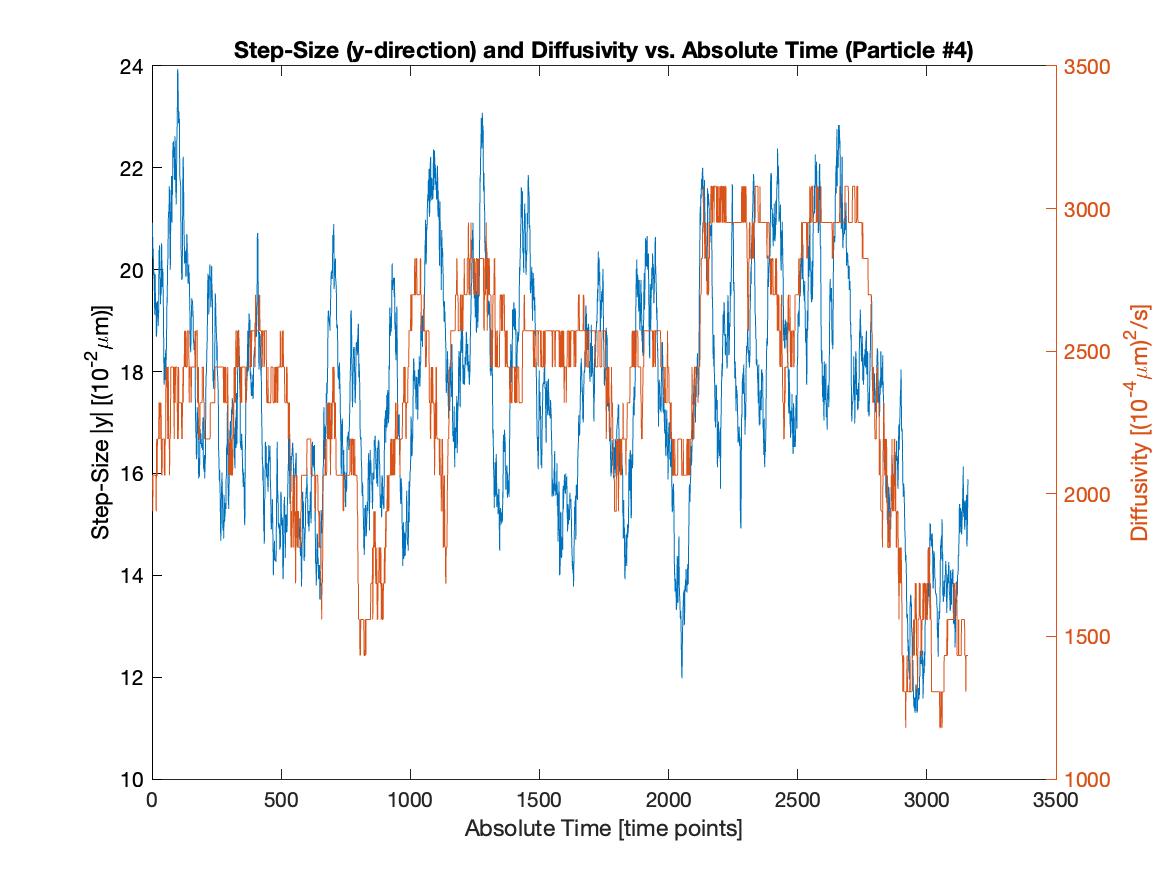 Step-Size (y-direction) and Diffusivity vs. Absolute Time (Particle #4)
24
22
20
18
16
14
12
10
Step-Size |y| [(10⁻² μm)]
3500
3000
2500
2000
1500
1000
Diffusivity [(10⁻⁴ μm)²/s]
0 500 1000 1500 2000 2500 3000 3500
Absolute Time [time points]